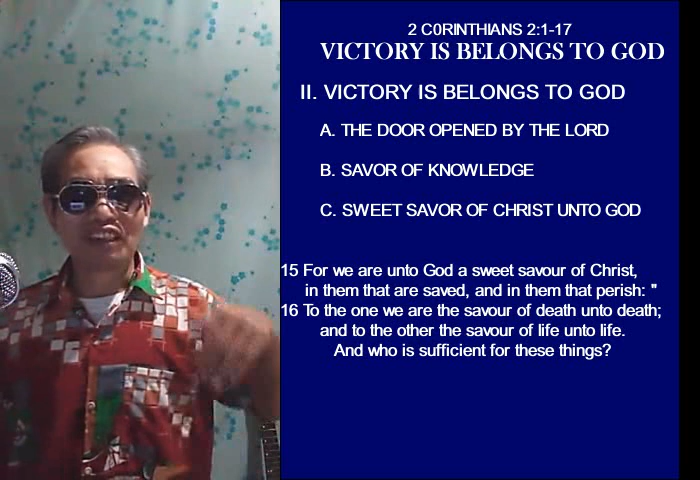 2 C0RINTHIANS 2:1-17
VICTORY IS BELONGS TO GOD
II. VICTORY IS BELONGS TO GOD
A. THE DOOR OPENED BY THE LORD
B. SAVOR OF KNOWLEDGE
C. SWEET SAVOR OF CHRIST UNTO GOD
15 For we are unto God a sweet savour of Christ,
in them that are saved, and in them that perish: "
16 To the one we are the savour of death unto death;
and to the other the savour of life unto life.
And who is sufficient for these things?